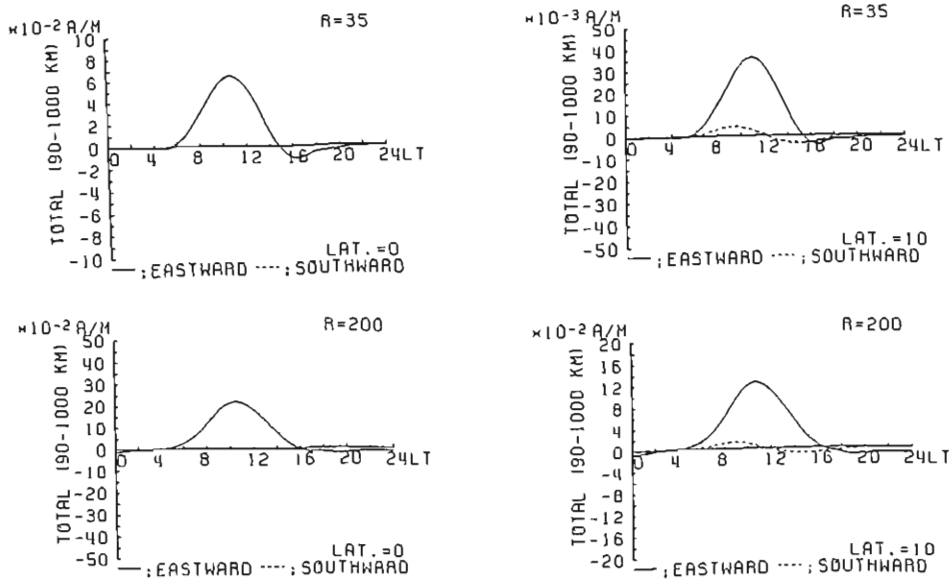 ×10-2 A/M R=35
10
8
6
4
2
0
-2
-4
-6
-8
-10
0 4 8 12 16 20 24LT
TOTAL (90-1000 KM)
LAT.=0
—:EASTWARD ----:SOUTHWARD
×10-3 A/M R=35
50
40
30
20
10
0
-10
-20
-30
-40
-50
0 4 8 12 16 20 24LT
TOTAL (90-1000 KM)
LAT.=10
—:EASTWARD ----:SOUTHWARD
×10-2 A/M R=200
50
40
30
20
10
0
-10
-20
-30
-40
-50
0 4 8 12 16 20 24LT
TOTAL (90-1000 KM)
LAT.=0
—:EASTWARD ----:SOUTHWARD
×10-2 A/M R=200
20
16
12
8
4
0
-4
-8
-12
-16
-20
0 4 8 12 16 20 24LT
TOTAL (90-1000 KM)
LAT.=10
—:EASTWARD ----:SOUTHWARD